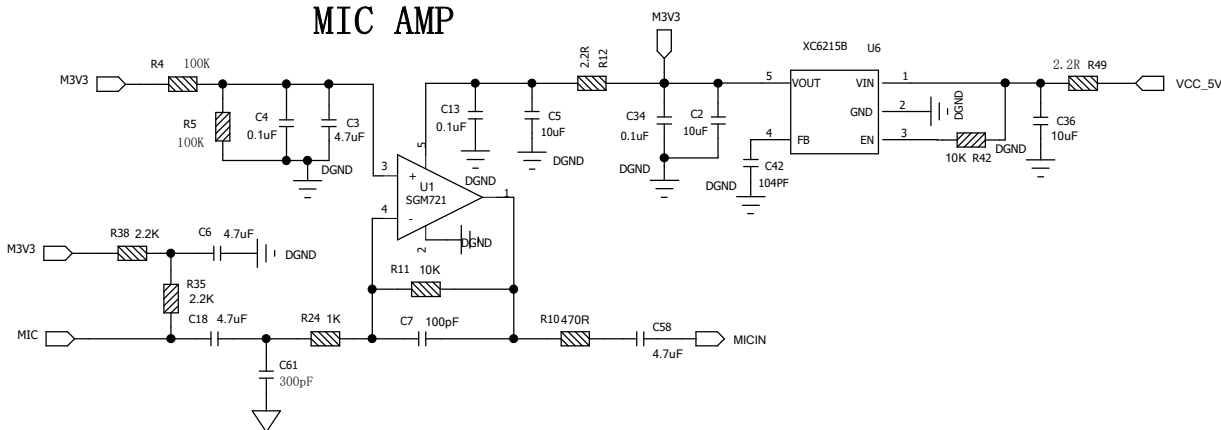 MIC AMP
M3V3
R4 100K
R5
100K
C4
0.1uF
C3
4.7uF
DGND
3
4
+
-
U1
SGM721
5
2
1
DGND
DGND
C13
0.1uF
C5
10uF
DGND
2.2R
R12
M3V3
C34
0.1uF
C2
10uF
DGND
XC6215B U6
5
VOUT
VIN
1
GND
2
DGND
4
FB
EN
3
C42
104PF
DGND
10K R42
DGND
C36
10uF
2.2R R49
VCC_5V
M3V3
R38 2.2K
C6
4.7uF
DGND
R35
2.2K
MIC
C18 4.7uF
C61
300pF
R24 1K
R11 10K
C7 100pF
R10 470R
C58
4.7uF
MICIN